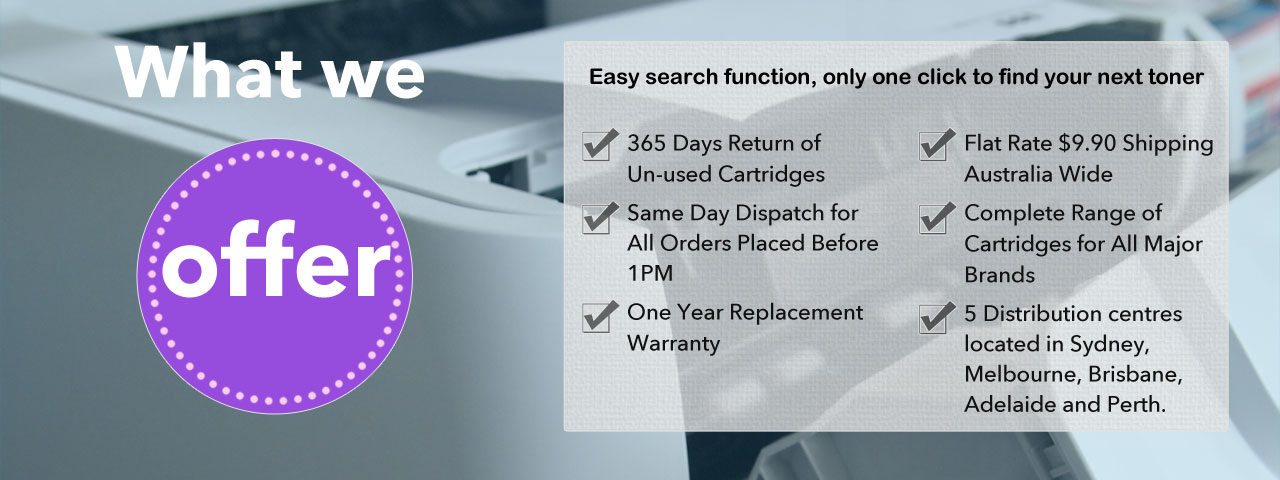 What we
offer
Easy search function, only one click to find your next toner
365 Days Return of
Un-used Cartridges
Same Day Dispatch for
All Orders Placed Before
1PM
One Year Replacement
Warranty
Flat Rate $9.90 Shipping
Australia Wide
Complete Range of
Cartridges for All Major
Brands
5 Distribution centres
located in Sydney,
Melbourne, Brisbane,
Adelaide and Perth.